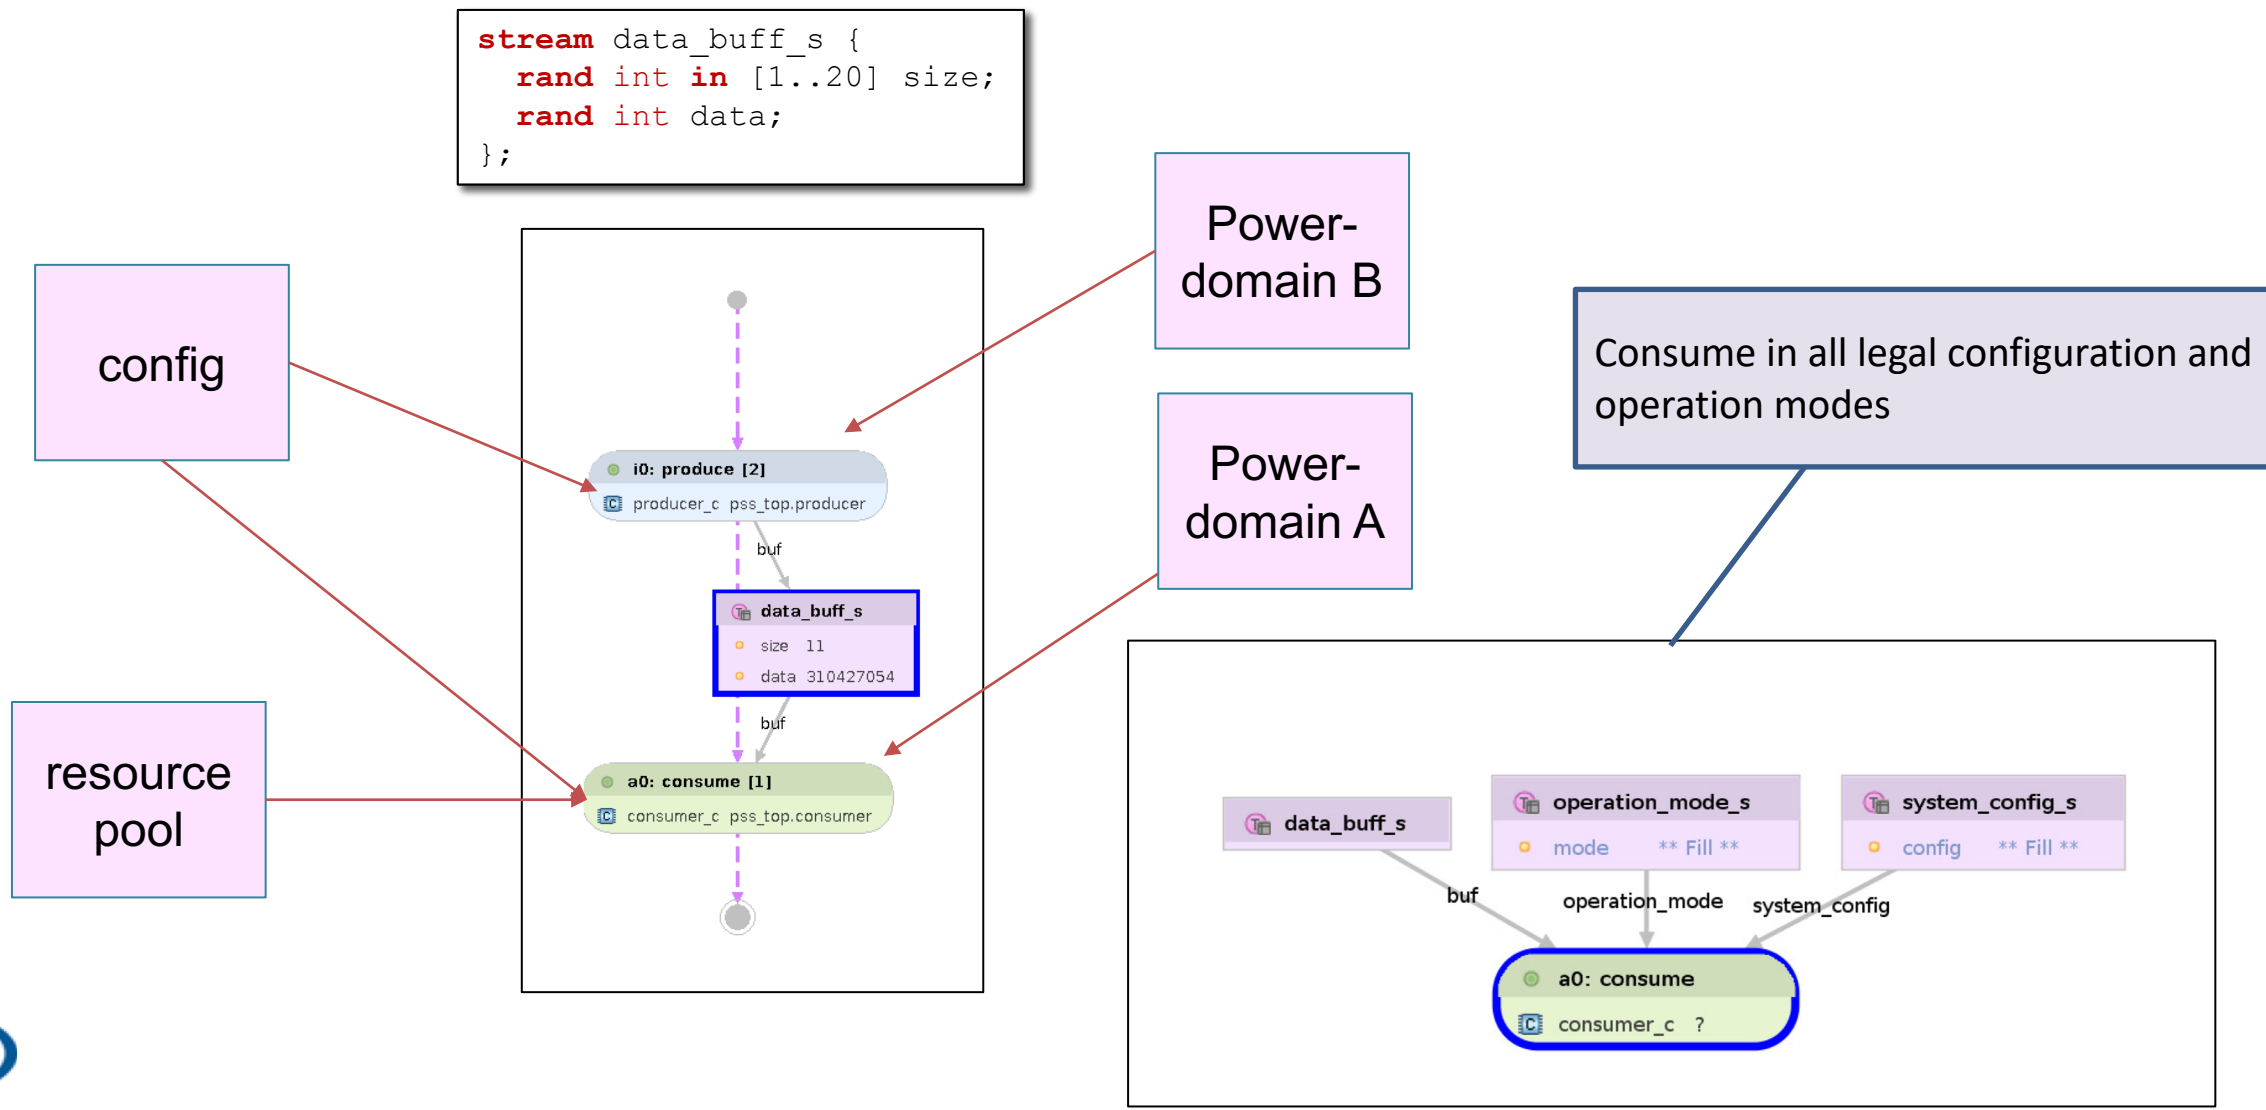 stream data_buff_s {
rand int in [1..20] size;
rand int data;
};
config
resource
pool
i0: produce [2]
producer_c pss_top.producer
buf
data_buff_s
size 11
data 310427054
buf
a0: consume [1]
consumer_c pss_top.consumer
Power-
domain B
Power-
domain A
Consume in all legal configuration and
operation modes
data_buff_s
operation_mode_s
mode ** Fill **
system_config_s
config ** Fill **
buf
operation_mode
system_config
a0: consume
consumer_c ?